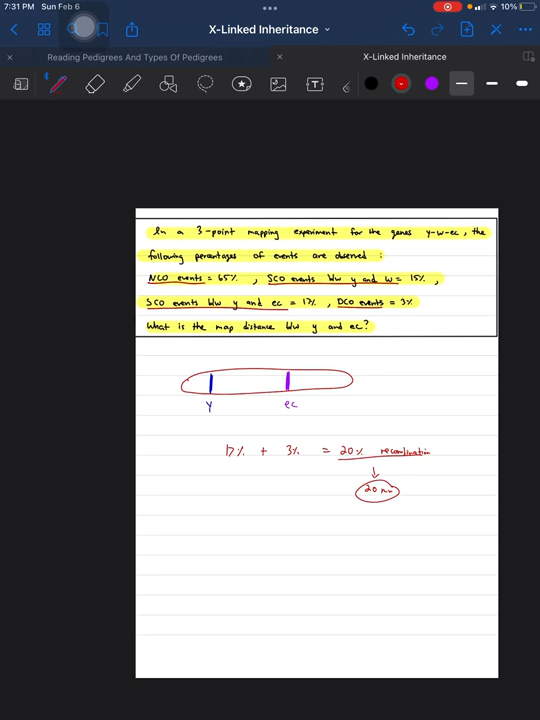 7:31 PM Sun Feb 6
10%
X-Linked Inheritance
Reading Pedigrees And Types Of Pedigrees
X-Linked Inheritance
In a 3-point mapping experiment for the genes y-w-ec, the
following percentages of events are observed :
NCO events = 65% , SCO events b/w y and w = 15% ,
SCO events b/w y and ec = 17% , DCO events = 3%
What is the map distance b/w y and ec?
Y ec
17% + 3% = 20% recombination
20 mu